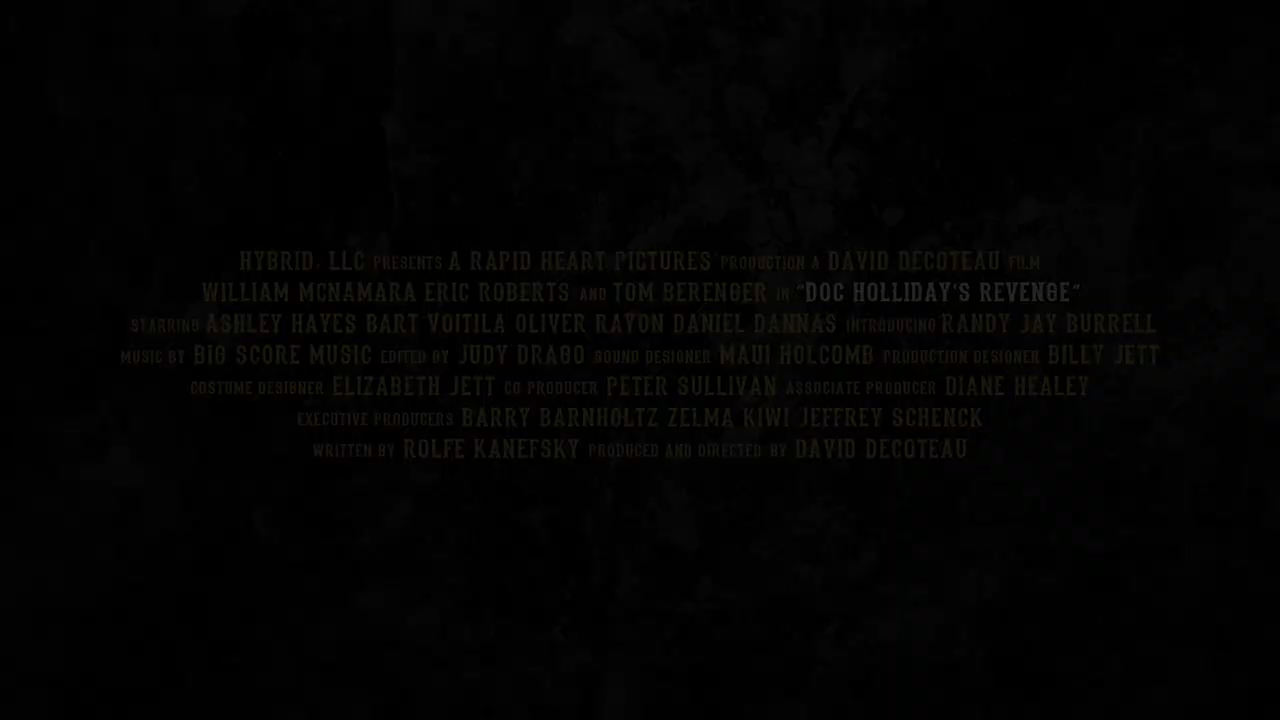 HYBRID, LLC PRESENTS A RAPID HEART PICTURES PRODUCTION A DAVID DECOTEAU FILM
WILLIAM MCNAMARA ERIC ROBERTS AND TOM BERENGER IN "DOC HOLLIDAY'S REVENGE"
STARRING ASHLEY HAYES BART VOITILA OLIVER RAYON DANIEL DANNAS INTRODUCING RANDY JAY BURRELL
MUSIC BY BIG SCORE MUSIC EDITED BY JUDY DRAGO SOUND DESIGNER MAUI HOLCOMB PRODUCTION DESIGNER BILLY JETT
COSTUME DESIGNER ELIZABETH JETT CO PRODUCER PETER SULLIVAN ASSOCIATE PRODUCER DIANE HEALEY
EXECUTIVE PRODUCERS BARRY BARNHOLTZ ZELMA KIWI JEFFREY SCHENCK
WRITTEN BY ROLFE KANEFSKY PRODUCED AND DIRECTED BY DAVID DECOTEAU